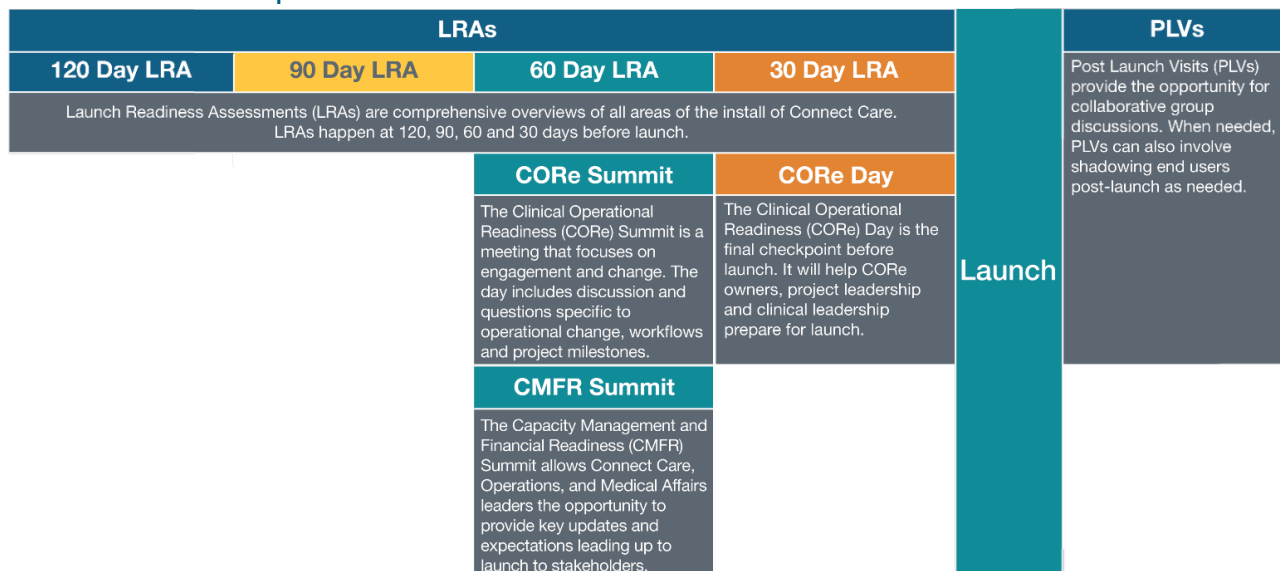 LRAs
PLVs
120 Day LRA
90 Day LRA
60 Day LRA
30 Day LRA
Launch Readiness Assessments (LRAs) are comprehensive overviews of all areas of the install of Connect Care.
LRAs happen at 120, 90, 60 and 30 days before launch.
Post Launch Visits (PLVs)
provide the opportunity for
collaborative group
discussions. When needed,
PLVs can also involve
shadowing end users
post-launch as needed.
CORe Summit
The Clinical Operational
Readiness (CORe) Summit is a
meeting that focuses on
engagement and change. The
day includes discussion and
questions specific to
operational change, workflows
and project milestones.
CORe Day
The Clinical Operational
Readiness (CORe) Day is the
final checkpoint before
launch. It will help CORe
owners, project leadership
and clinical leadership
prepare for launch.
Launch
CMFR Summit
The Capacity Management and
Financial Readiness (CMFR)
Summit allows Connect Care,
Operations, and Medical Affairs
leaders the opportunity to
provide key updates and
expectations leading up to
launch to stakeholders.